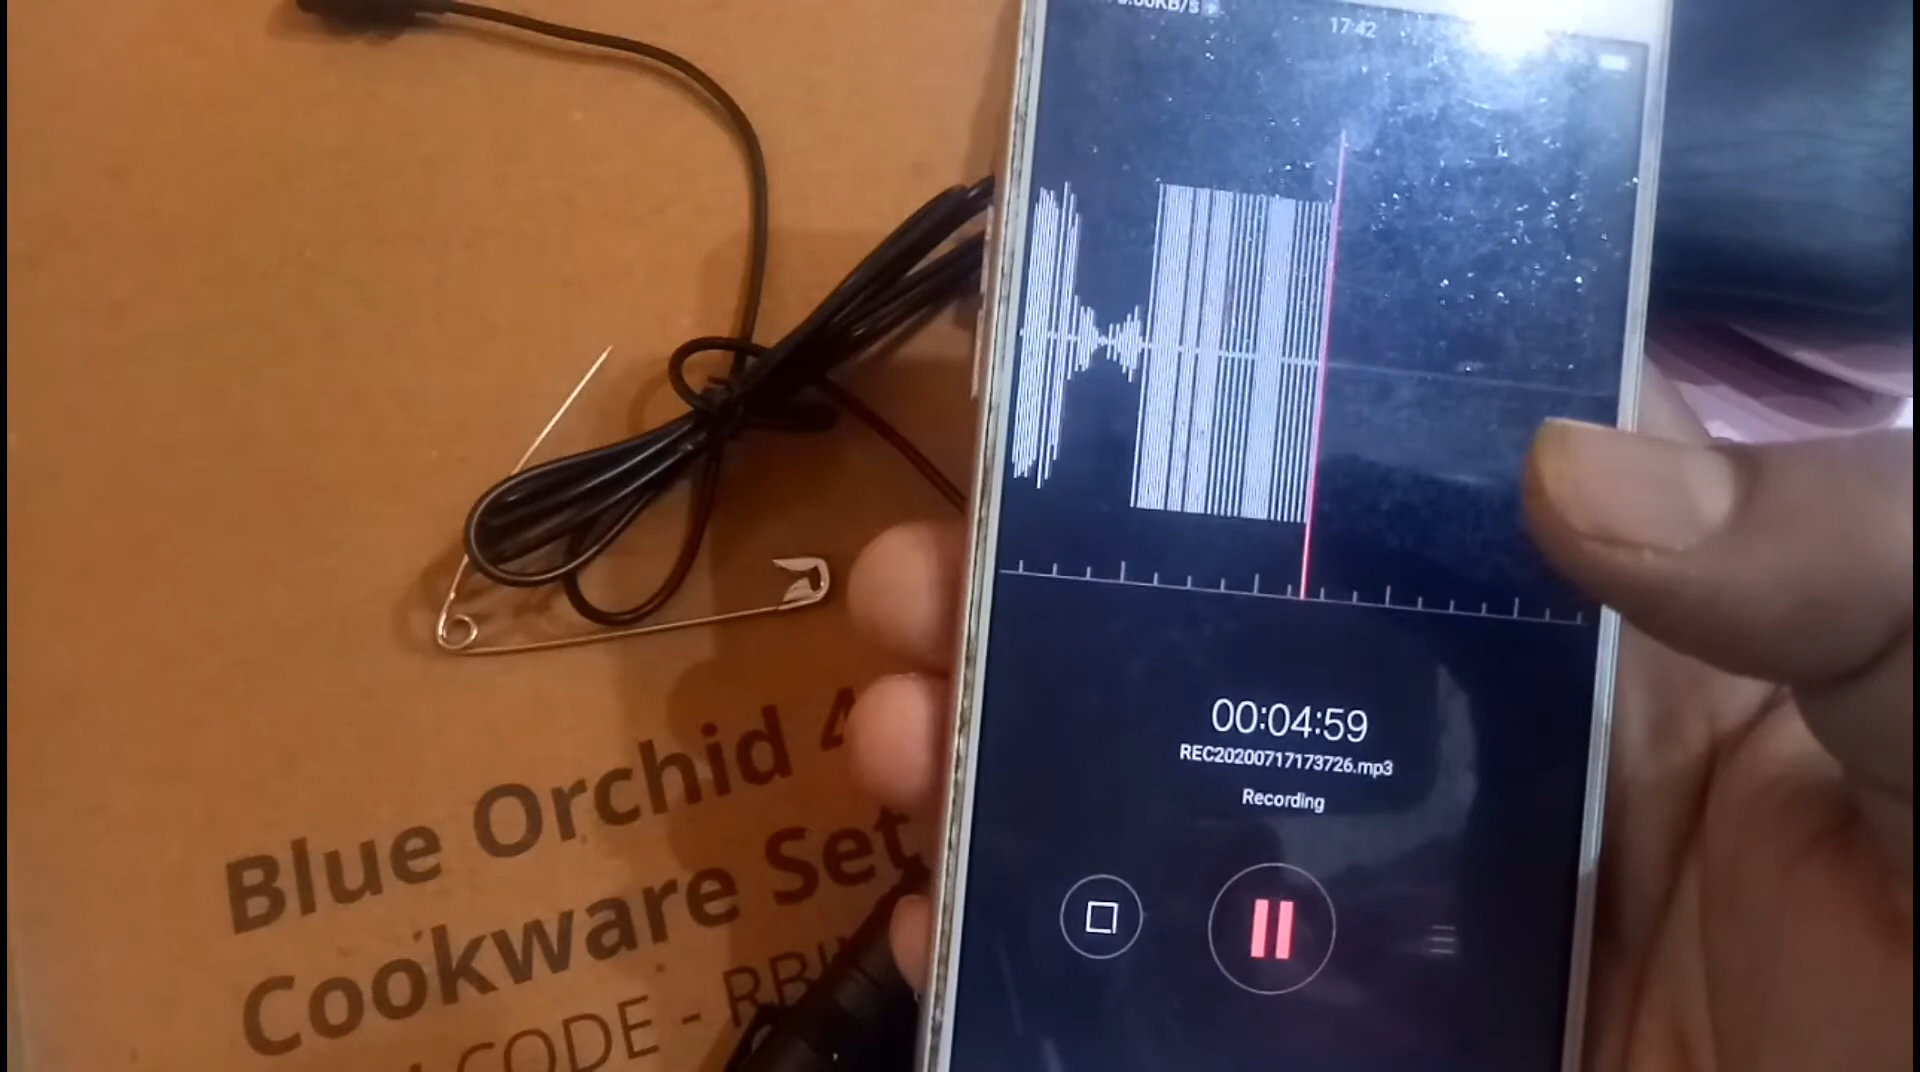 17:42
00:04:59
REC20200717173726.mp3
Recording
Blue Orchid
Cookware Set
CODE -